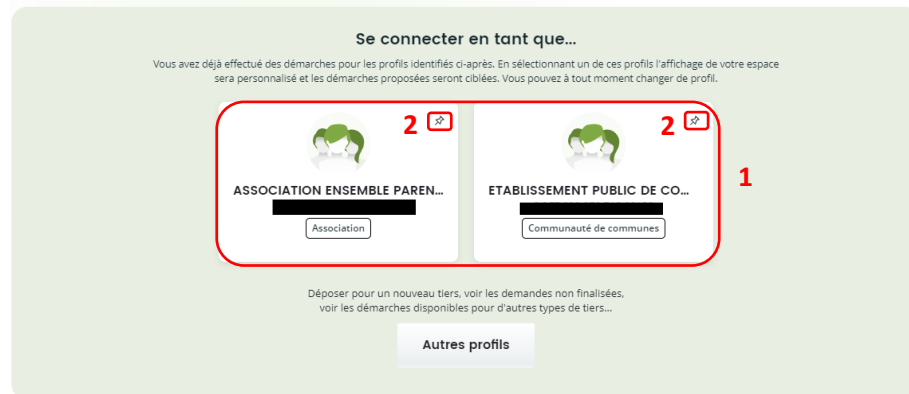 Se connecter en tant que...
Vous avez déjà effectué des démarches pour les profils identifiés ci-après. En sélectionnant un de ces profils l'affichage de votre espace
sera personnalisé et les démarches proposées seront ciblées. Vous pouvez à tout moment changer de profil.
2
2
1
ASSOCIATION ENSEMBLE PAREN...
Association
ETABLISSEMENT PUBLIC DE CO...
Communauté de communes
Déposer pour un nouveau tiers, voir les demandes non finalisées,
voir les démarches disponibles pour d'autres types de tiers...
Autres profils